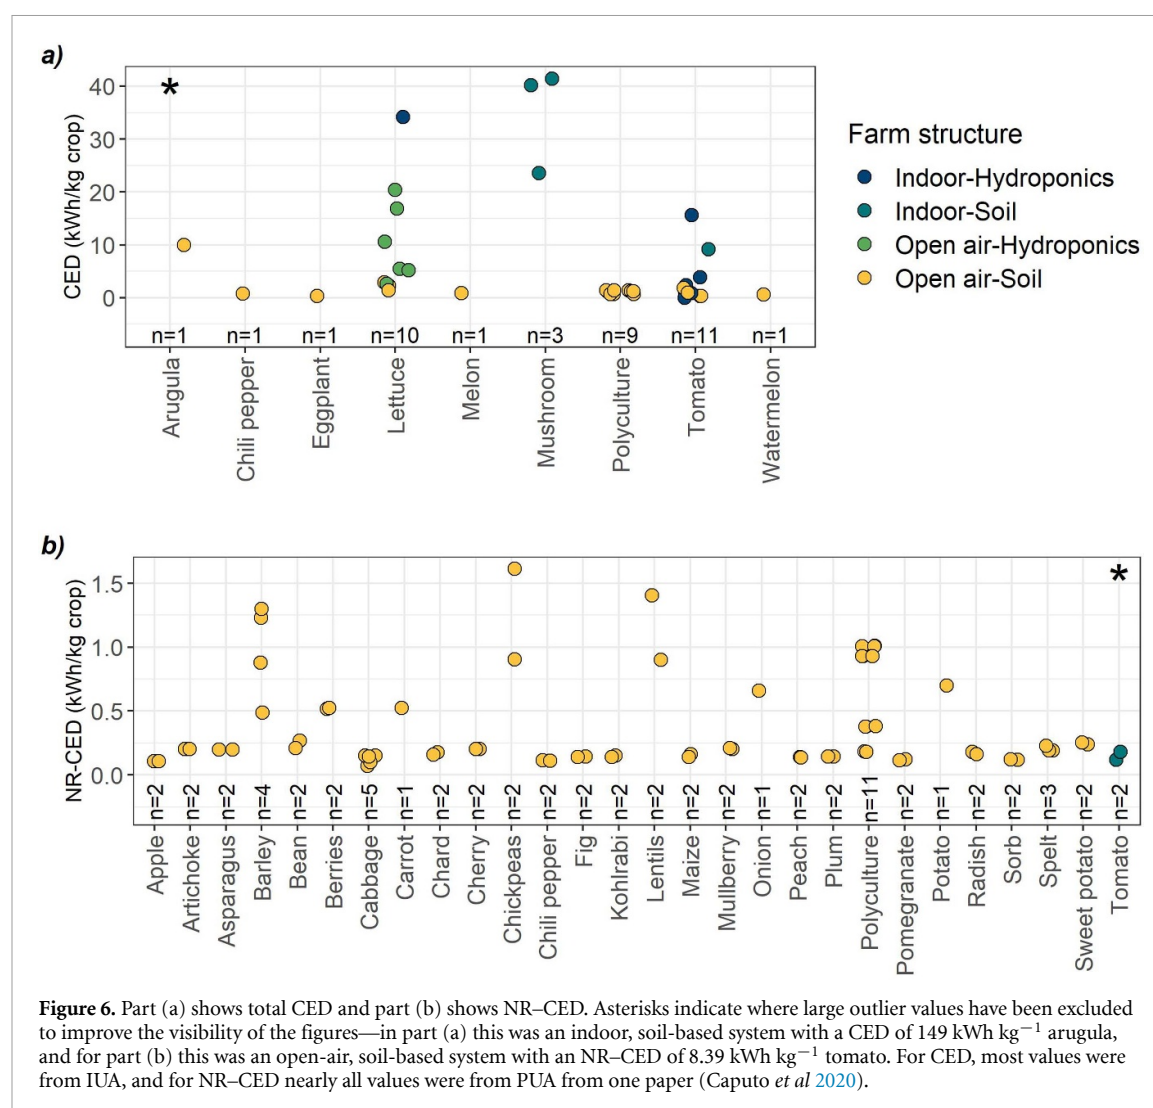 a)
CED (kWh/kg crop)
40
30
20
10
0
*
n=1 n=1 n=1 n=10 n=1 n=3 n=9 n=11 n=1
Arugula
Chili pepper
Eggplant
Lettuce
Melon
Mushroom
Polyculture
Tomato
Watermelon
Farm structure
Indoor-Hydroponics
Indoor-Soil
Open air-Hydroponics
Open air-Soil
b)
NR-CED (kWh/kg crop)
1.5
1.0
0.5
0.0
*
n=2 n=2 n=2 n=4 n=2 n=2 n=5 n=1 n=2 n=2 n=2 n=2 n=2 n=2 n=2 n=2 n=2 n=1 n=2 n=2 n=11 n=2 n=1 n=2 n=2 n=3 n=2 n=2
Apple
Artichoke
Asparagus
Barley
Bean
Berries
Cabbage
Carrot
Chard
Cherry
Chickpeas
Chili pepper
Fig
Kohlrabi
Lentils
Maize
Mullberry
Onion
Peach
Plum
Polyculture
Pomegranate
Potato
Radish
Sorb
Spelt
Sweet potato
Tomato
Figure 6. Part (a) shows total CED and part (b) shows NR–CED. Asterisks indicate where large outlier values have been excluded
to improve the visibility of the figures—in part (a) this was an indoor, soil-based system with a CED of 149 kWh kg⁻¹ arugula,
and for part (b) this was an open-air, soil-based system with an NR–CED of 8.39 kWh kg⁻¹ tomato. For CED, most values were
from IUA, and for NR–CED nearly all values were from PUA from one paper (Caputo et al 2020).